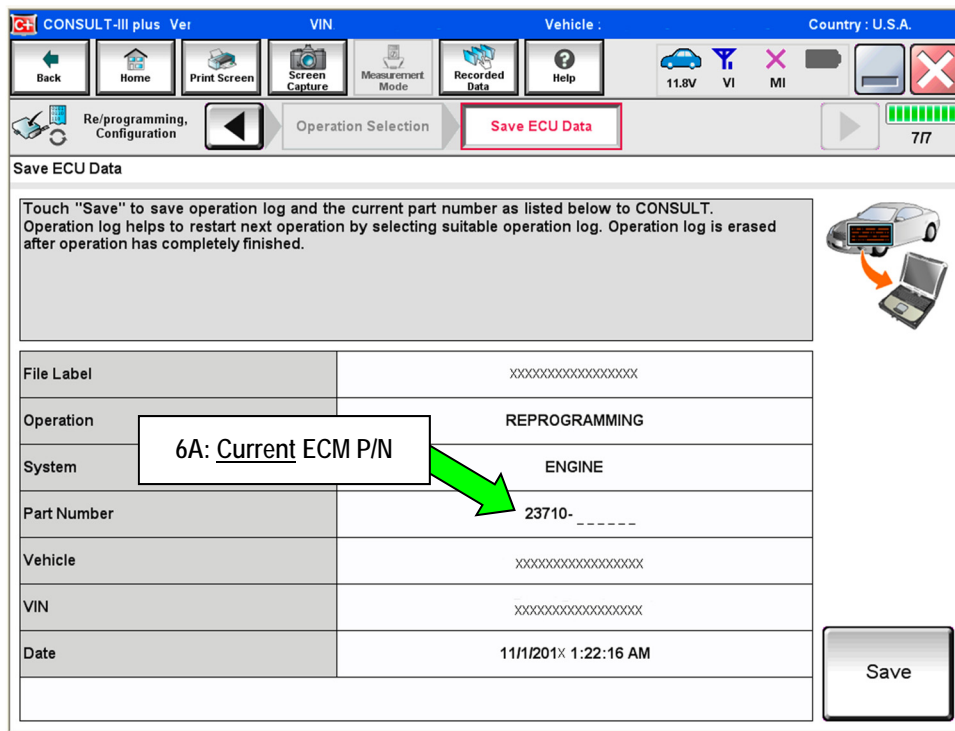 C+ CONSULT-III plus Ver VIN Vehicle : Country : U.S.A.
Back Home Print Screen Screen Capture Measurement Mode Recorded Data Help 11.8V VI MI
Re/programming, Configuration Operation Selection Save ECU Data 7/7
Save ECU Data
Touch "Save" to save operation log and the current part number as listed below to CONSULT.
Operation log helps to restart next operation by selecting suitable operation log. Operation log is erased
after operation has completely finished.
File Label XXXXXXXXXXXXXXXXX
Operation REPROGRAMMING
6A: Current ECM P/N
System ENGINE
Part Number 23710- _ _ _ _ _ _
Vehicle XXXXXXXXXXXXXXXXX
VIN XXXXXXXXXXXXXXXXX
Date 11/1/201X 1:22:16 AM
Save